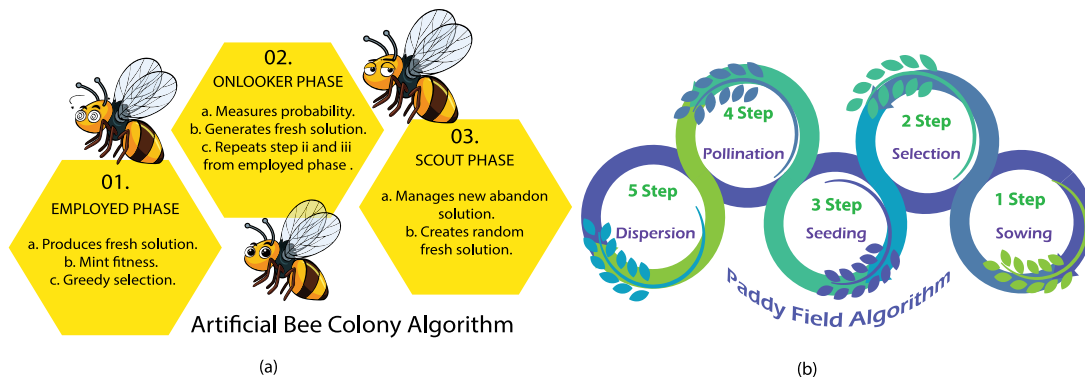 01.
EMPLOYED PHASE
a. Produces fresh solution.
b. Mint fitness.
c. Greedy selection.
02.
ONLOOKER PHASE
a. Measures probability.
b. Generates fresh solution.
c. Repeats step ii and iii
from employed phase .
03.
SCOUT PHASE
a. Manages new abandon
solution.
b. Creates random
fresh solution.
Artificial Bee Colony Algorithm
(a)
5 Step
Dispersion
4 Step
Pollination
3 Step
Seeding
2 Step
Selection
1 Step
Sowing
Paddy Field Algorithm
(b)